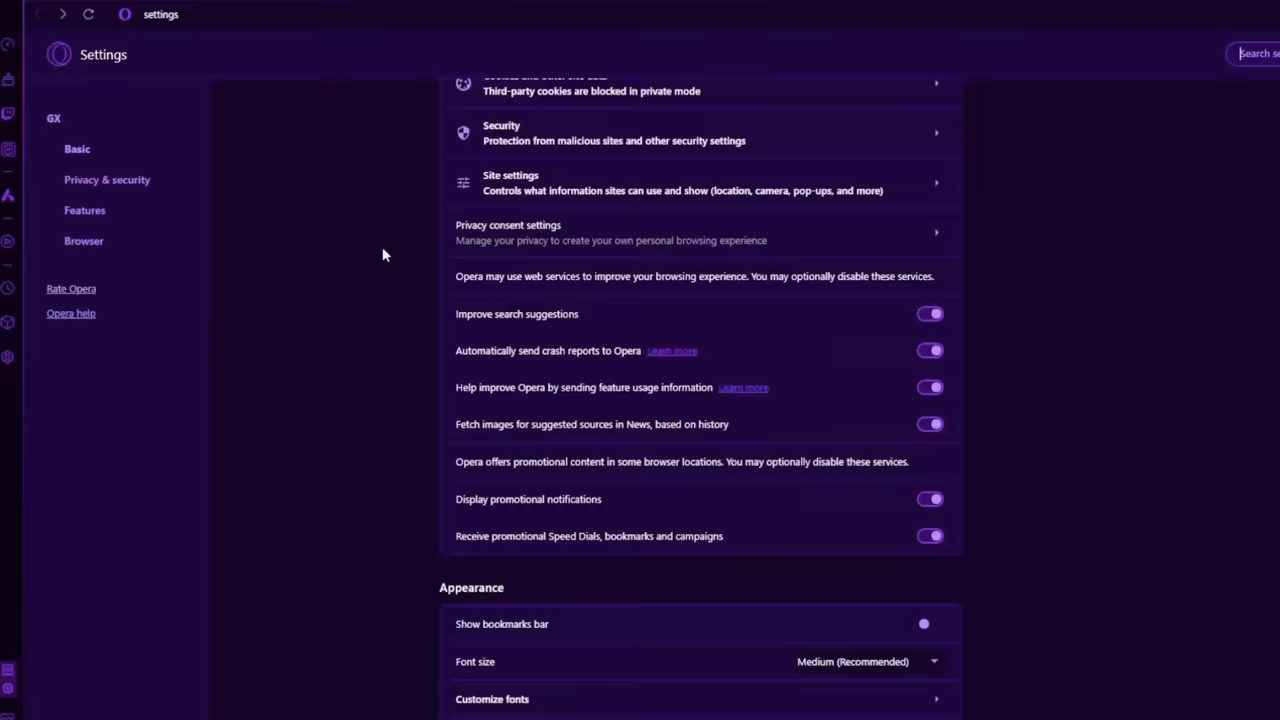 settings
Settings
Search se
GX
Basic
Privacy & security
Features
Browser
Rate Opera
Opera help
Cookies and other site data
Third-party cookies are blocked in private mode
Security
Protection from malicious sites and other security settings
Site settings
Controls what information sites can use and show (location, camera, pop-ups, and more)
Privacy consent settings
Manage your privacy to create your own personal browsing experience
Opera may use web services to improve your browsing experience. You may optionally disable these services.
Improve search suggestions
Automatically send crash reports to Opera Learn more
Help improve Opera by sending feature usage information Learn more
Fetch images for suggested sources in News, based on history
Opera offers promotional content in some browser locations. You may optionally disable these services.
Display promotional notifications
Receive promotional Speed Dials, bookmarks and campaigns
Appearance
Show bookmarks bar
Font size Medium (Recommended)
Customize fonts